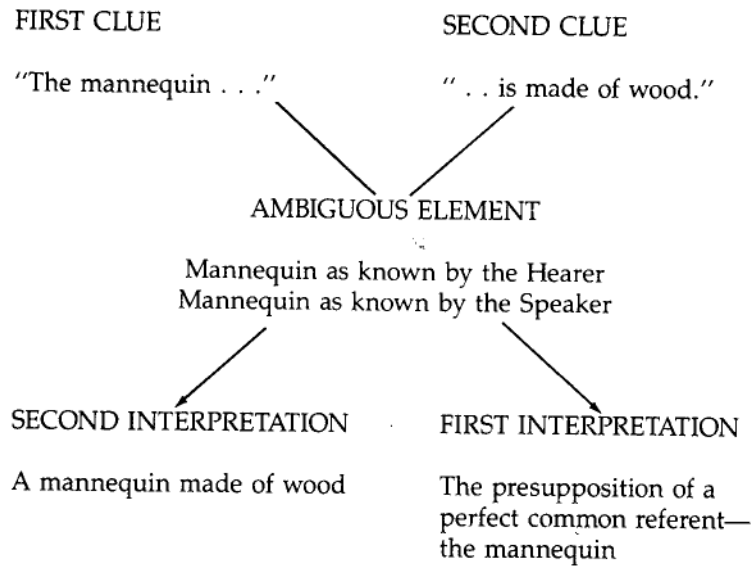 FIRST CLUE
SECOND CLUE
“The mannequin . . .”
“ . . is made of wood.”
AMBIGUOUS ELEMENT
Mannequin as known by the Hearer
Mannequin as known by the Speaker
SECOND INTERPRETATION
FIRST INTERPRETATION
A mannequin made of wood
The presupposition of a
perfect common referent—
the mannequin